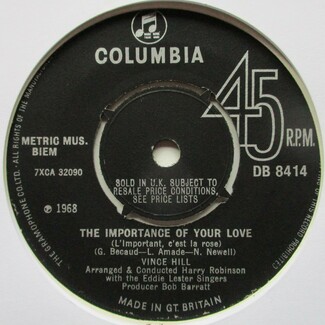 COLUMBIA
45
R.P.M.
METRIC MUS.
BIEM
7XCA 32090
DB 8414
SOLD IN U.K. SUBJECT TO
RESALE PRICE CONDITIONS,
SEE PRICE LISTS
℗ 1968
THE IMPORTANCE OF YOUR LOVE
(L'Important, c'est la rose)
(G. Becaud—L. Amade—N. Newell)
VINCE HILL
Arranged & Conducted Harry Robinson
with the Eddie Lester Singers
Producer Bob Barratt
MADE IN GT. BRITAIN
THE GRAMOPHONE CO. LTD. · ALL RIGHTS OF THE